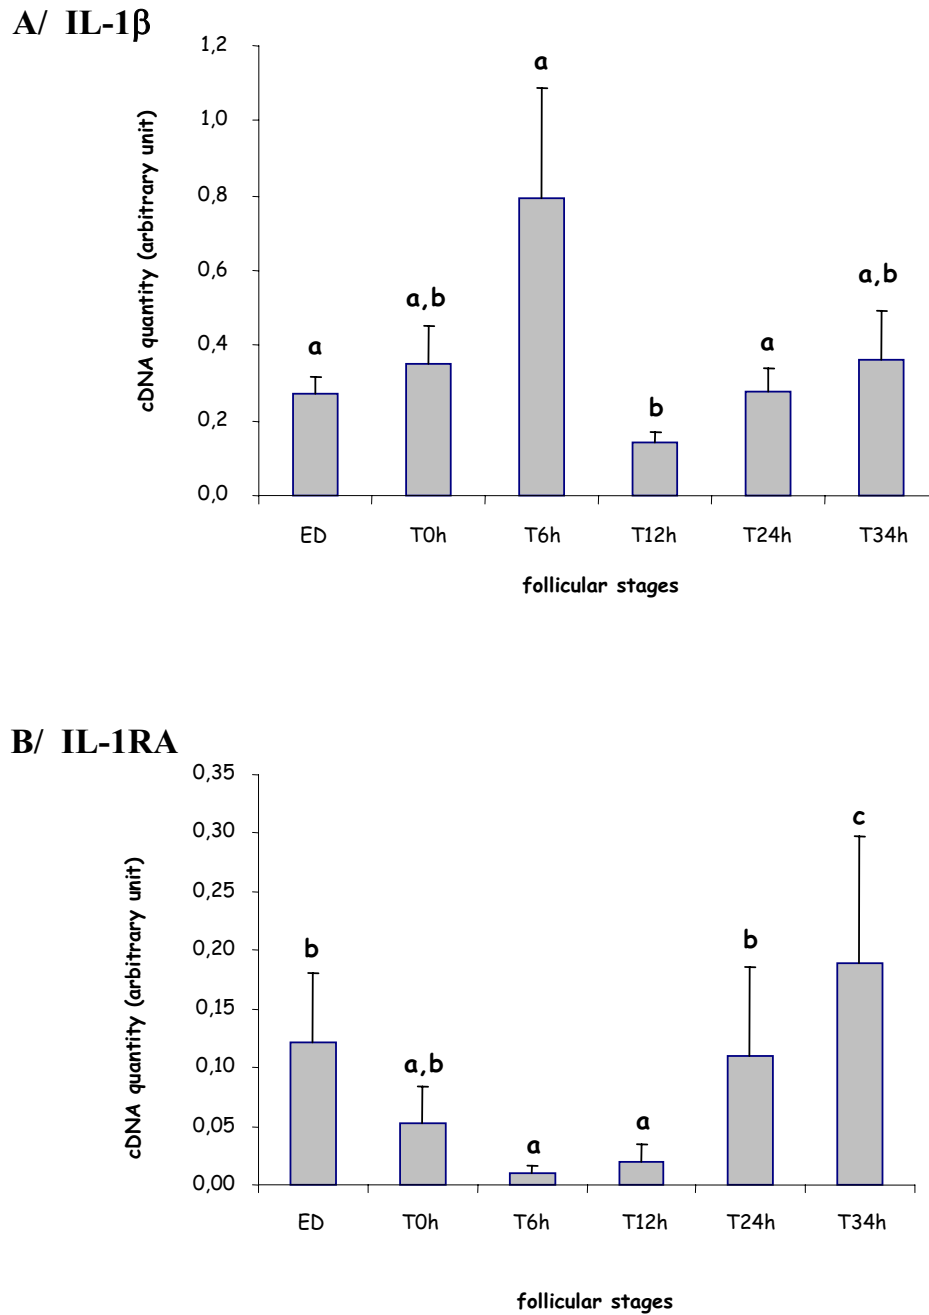 A/ IL-1β
cDNA quantity (arbitrary unit)
1,2
1,0
0,8
0,6
0,4
0,2
0,0
a
a,b
a
b
a
a,b
ED T0h T6h T12h T24h T34h
follicular stages
B/ IL-1RA
cDNA quantity (arbitrary unit)
0,35
0,30
0,25
0,20
0,15
0,10
0,05
0,00
b
a,b
a
a
b
c
ED T0h T6h T12h T24h T34h
follicular stages